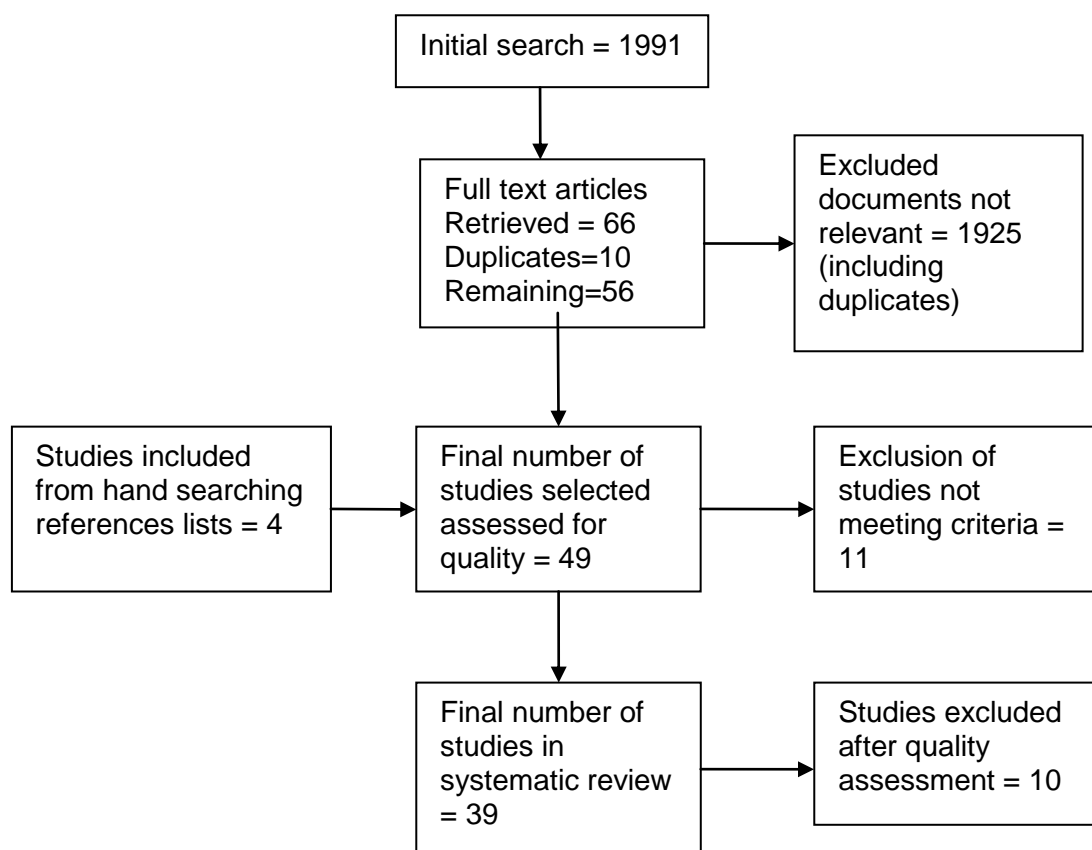 Initial search = 1991
Full text articles
Retrieved = 66
Duplicates=10
Remaining=56
Excluded
documents not
relevant = 1925
(including
duplicates)
Studies included
from hand searching
references lists = 4
Final number of
studies selected
assessed for
quality = 49
Exclusion of
studies not
meeting criteria =
11
Final number of
studies in
systematic review
= 39
Studies excluded
after quality
assessment = 10